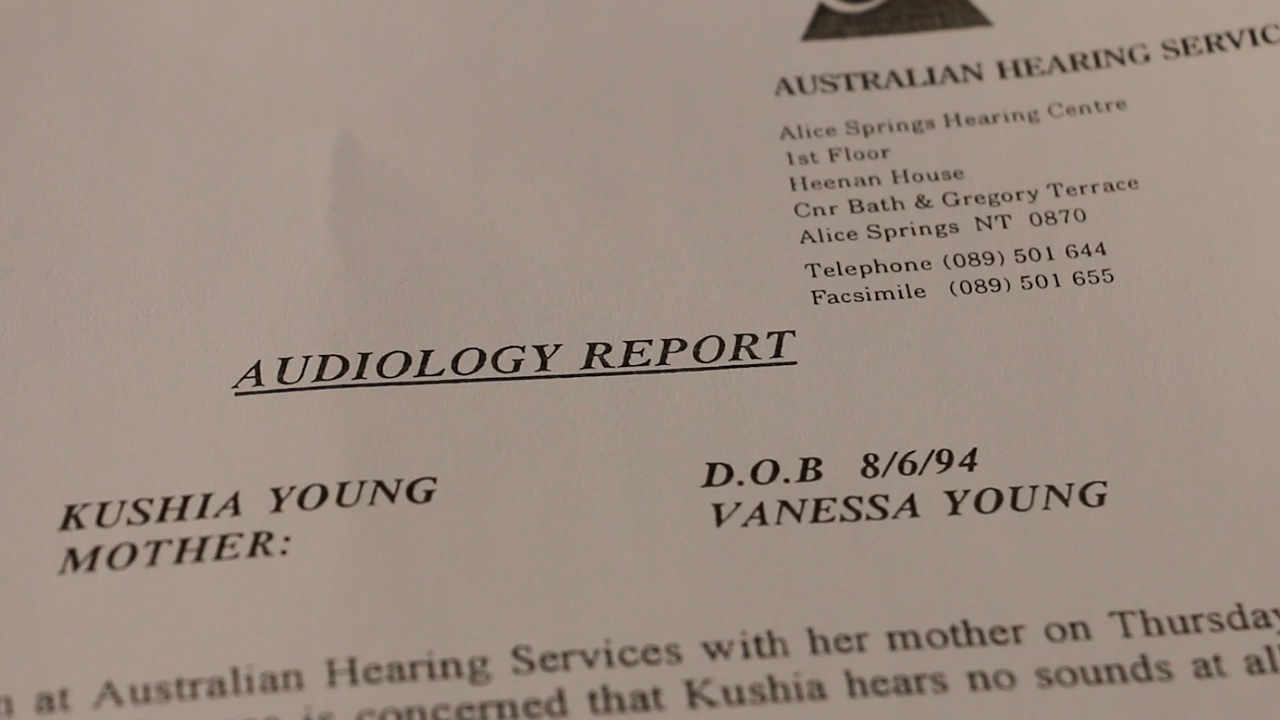 AUSTRALIAN HEARING SERVIC
Alice Springs Hearing Centre
1st Floor
Heenan House
Cnr Bath & Gregory Terrace
Alice Springs NT 0870
Telephone (089) 501 644
Facsimile (089) 501 655
AUDIOLOGY REPORT
KUSHIA YOUNG D.O.B 8/6/94
MOTHER: VANESSA YOUNG
at Australian Hearing Services with her mother on Thursday
is concerned that Kushia hears no sounds at all